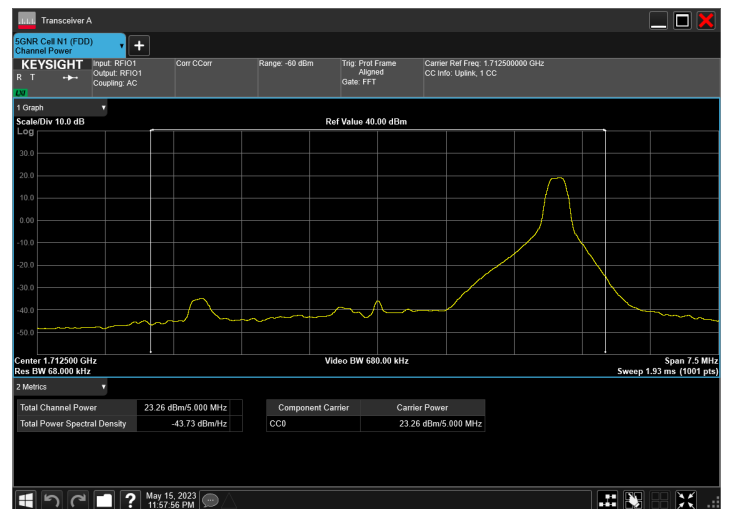 Transceiver A
5GNR Cell N1 (FDD)
Channel Power
KEYSIGHT
R T
LXI
Input: RFIO1
Output: RFIO1
Coupling: AC
Corr CCorr
Range: -60 dBm
Trig: Prot Frame
Aligned
Gate: FFT
Carrier Ref Freq: 1.712500000 GHz
CC Info: Uplink, 1 CC
1 Graph
Scale/Div 10.0 dB
Ref Value 40.00 dBm
Log
30.0
20.0
10.0
0.00
-10.0
-20.0
-30.0
-40.0
-50.0
Center 1.712500 GHz
Video BW 680.00 kHz
Span 7.5 MHz
Res BW 68.000 kHz
Sweep 1.93 ms (1001 pts)
2 Metrics
Total Channel Power 23.26 dBm/5.000 MHz
Total Power Spectral Density -43.73 dBm/Hz
Component Carrier Carrier Power
CC0 23.26 dBm/5.000 MHz
?
May 15, 2023
11:57:56 PM